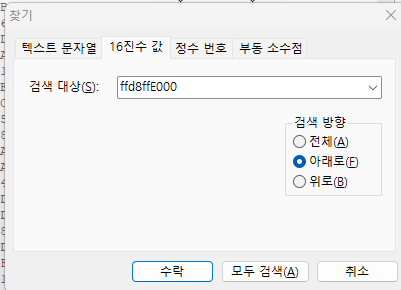 찾기
텍스트 문자열 16진수 값 정수 번호 부동 소수점
검색 대상(S): ffd8ffE000
검색 방향
전체(A)
아래로(F)
위로(B)
수락 모두 검색(A) 취소